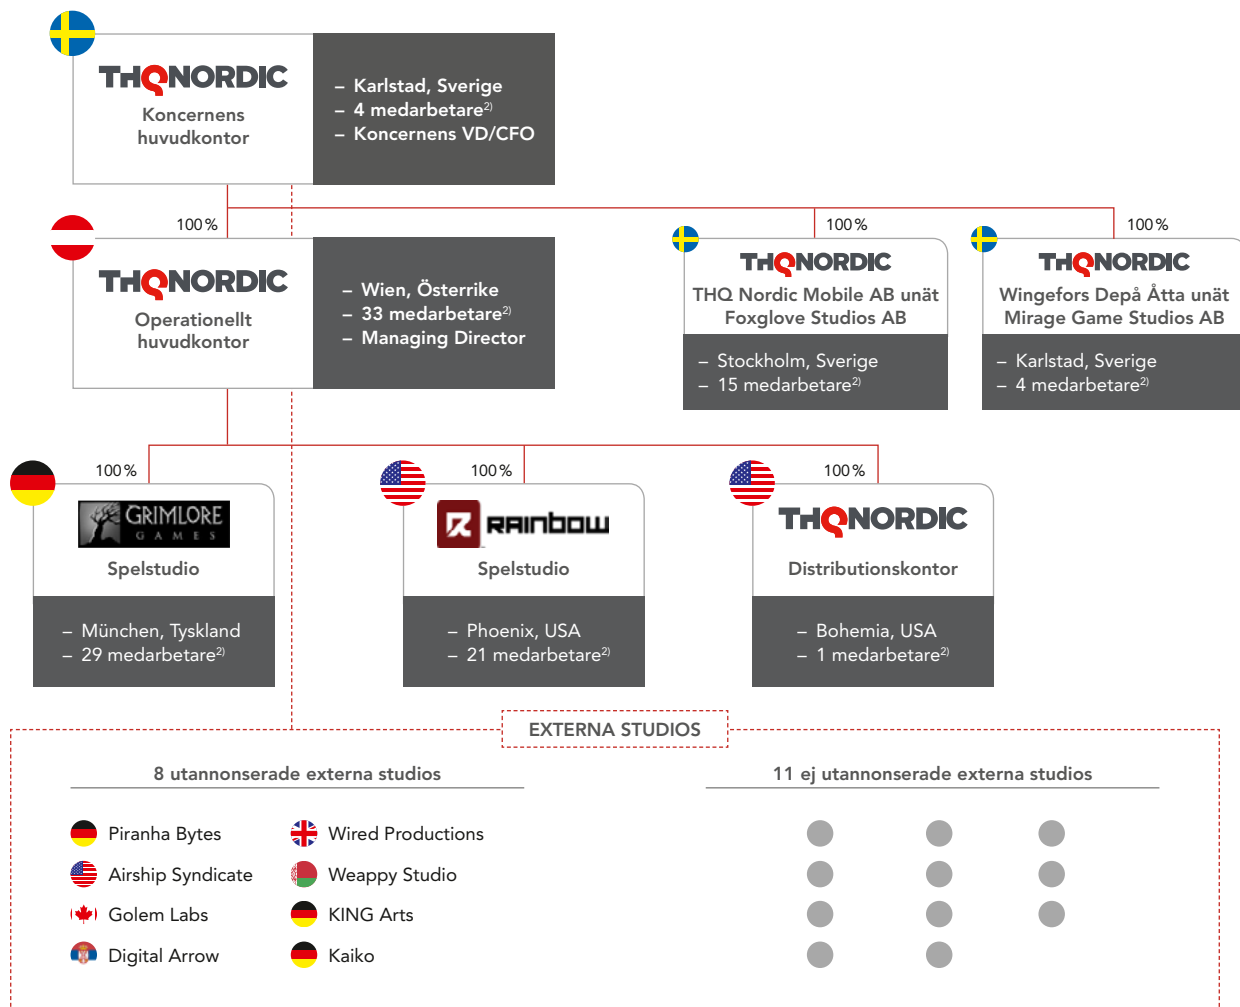 THQNORDIC
Koncernens
huvudkontor
– Karlstad, Sverige
– 4 medarbetare2)
– Koncernens VD/CFO
100 %
100 %
100 %
THQNORDIC
Operationellt
huvudkontor
– Wien, Österrike
– 33 medarbetare2)
– Managing Director
THQNORDIC
THQ Nordic Mobile AB unät
Foxglove Studios AB
– Stockholm, Sverige
– 15 medarbetare2)
THQNORDIC
Wingefors Depå Åtta unät
Mirage Game Studios AB
– Karlstad, Sverige
– 4 medarbetare2)
100 %
100 %
100 %
GRIMLORE
GAMES
Spelstudio
– München, Tyskland
– 29 medarbetare2)
RAINBOW
Spelstudio
– Phoenix, USA
– 21 medarbetare2)
THQNORDIC
Distributionskontor
– Bohemia, USA
– 1 medarbetare2)
EXTERNA STUDIOS
8 utannonserade externa studios
Piranha Bytes
Airship Syndicate
Golem Labs
Digital Arrow
Wired Productions
Weappy Studio
KING Arts
Kaiko
11 ej utannonserade externa studios